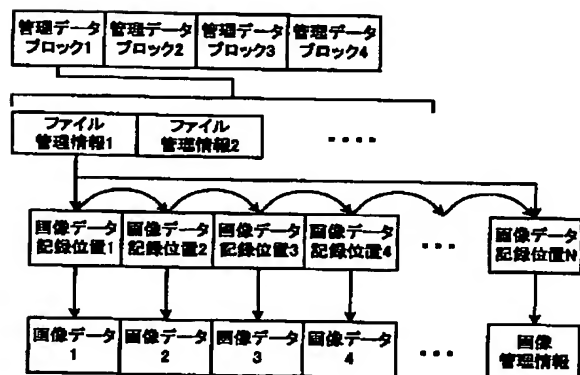 管理データ 管理データ 管理データ 管理データ
ブロック1 ブロック2 ブロック3 ブロック4
ファイル ファイル
管理情報1 管理情報2 ・・・・
画像データ 画像データ 画像データ 画像データ 画像データ
記録位置1 記録位置2 記録位置3 記録位置4 ・・・ 記録位置N
画像データ 画像データ 画像データ 画像データ 画像
1 2 3 4 ・・・ 管理情報